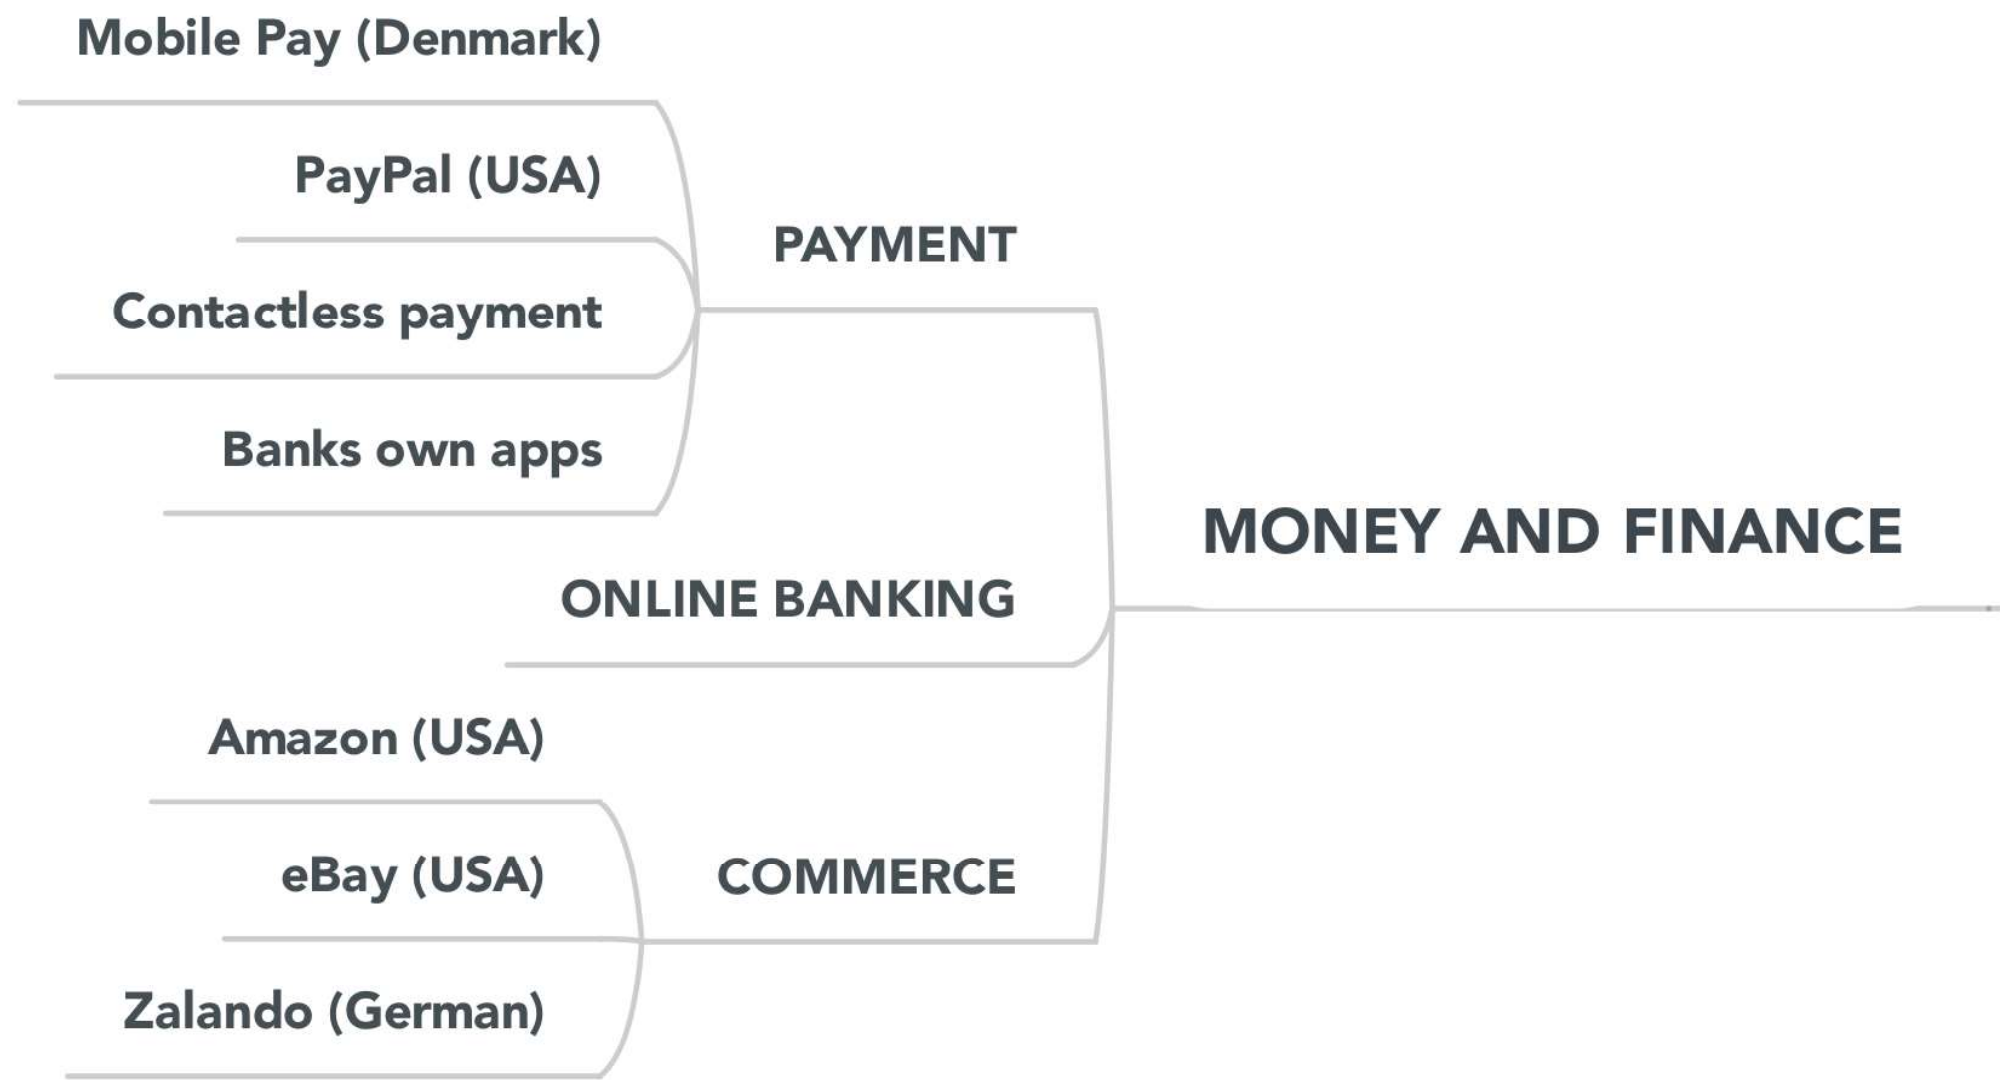 Mobile Pay (Denmark)
PayPal (USA)
PAYMENT
Contactless payment
Banks own apps
MONEY AND FINANCE
ONLINE BANKING
Amazon (USA)
eBay (USA)
COMMERCE
Zalando (German)